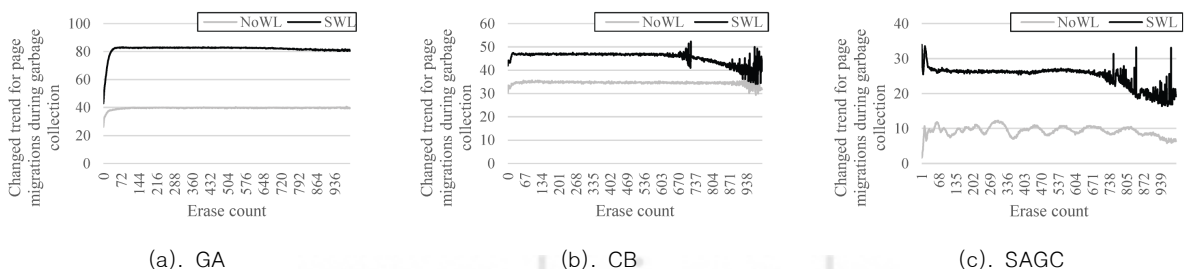 NoWL SWL
Changed trend for page
migrations during garbage
collection
100
80
60
40
20
0
0 72 144 216 288 360 432 504 576 648 720 792 864 936
Erase count
(a). GA
NoWL SWL
Changed trend for page
migrations during garbage
collection
60
50
40
30
20
10
0
0 67 134 201 268 335 402 469 536 603 670 737 804 871 938
Erase count
(b). CB
NoWL SWL
Changed trend for page
migrations during garbage
collection
40
30
20
10
0
1 68 135 202 269 336 403 470 537 604 671 738 805 872 939
Erase count
(c). SAGC